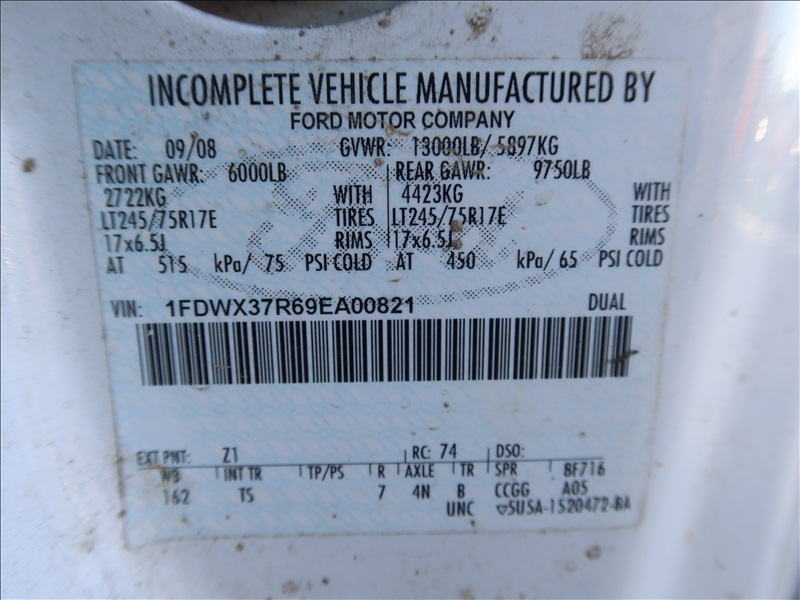 INCOMPLETE VEHICLE MANUFACTURED BY
FORD MOTOR COMPANY
DATE: 09/08 GVWR: 13000LB/ 5897KG
FRONT GAWR: 6000LB REAR GAWR: 9750LB
2722KG WITH 4423KG WITH
LT245/75R17E TIRES LT245/75R17E TIRES
17x6.5J RIMS 17x6.5J RIMS
AT 515 kPa/ 75 PSI COLD AT 450 kPa/ 65 PSI COLD
VIN: 1FDWX37R69EA00821 DUAL
EXT PNT: Z1 RC: 74 DSO:
WB INT TR TP/PS R AXLE TR SPR 8F716
162 TS 7 4N B CCGG A05
UNC 5U5A-1520472-BA